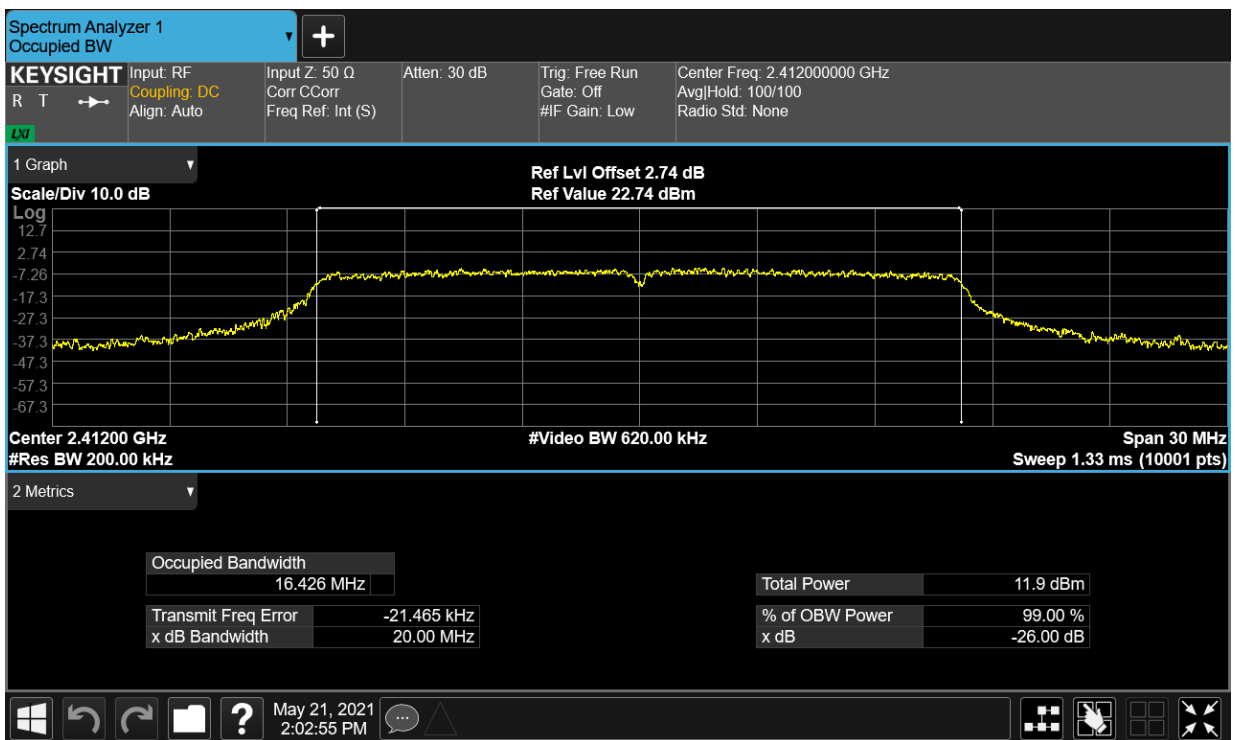 Spectrum Analyzer 1
Occupied BW
▼
+
KEYSIGHT
R T
LXI
Input: RF
Coupling: DC
Align: Auto
Input Z: 50 Ω
Corr CCorr
Freq Ref: Int (S)
Atten: 30 dB
Trig: Free Run
Gate: Off
#IF Gain: Low
Center Freq: 2.412000000 GHz
Avg|Hold: 100/100
Radio Std: None
1 Graph ▼
Ref Lvl Offset 2.74 dB
Scale/Div 10.0 dB Ref Value 22.74 dBm
Log
12.7
2.74
-7.26
-17.3
-27.3
-37.3
-47.3
-57.3
-67.3
Center 2.41200 GHz #Video BW 620.00 kHz Span 30 MHz
#Res BW 200.00 kHz Sweep 1.33 ms (10001 pts)
2 Metrics ▼
Occupied Bandwidth
16.426 MHz
Total Power 11.9 dBm
Transmit Freq Error -21.465 kHz % of OBW Power 99.00 %
x dB Bandwidth 20.00 MHz x dB -26.00 dB
?
May 21, 2021
2:02:55 PM